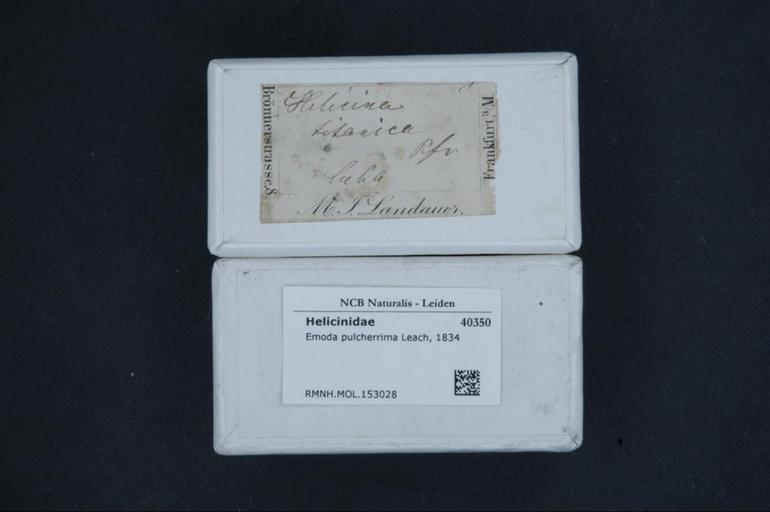 Helicina
titanica
Pfr
Cuba
M. J. Landauer.
Brönnerstrasse 8
Frankfurt a/M
NCB Naturalis - Leiden
Helicinidae 40350
Emoda pulcherrima Leach, 1834
RMNH.MOL.153028